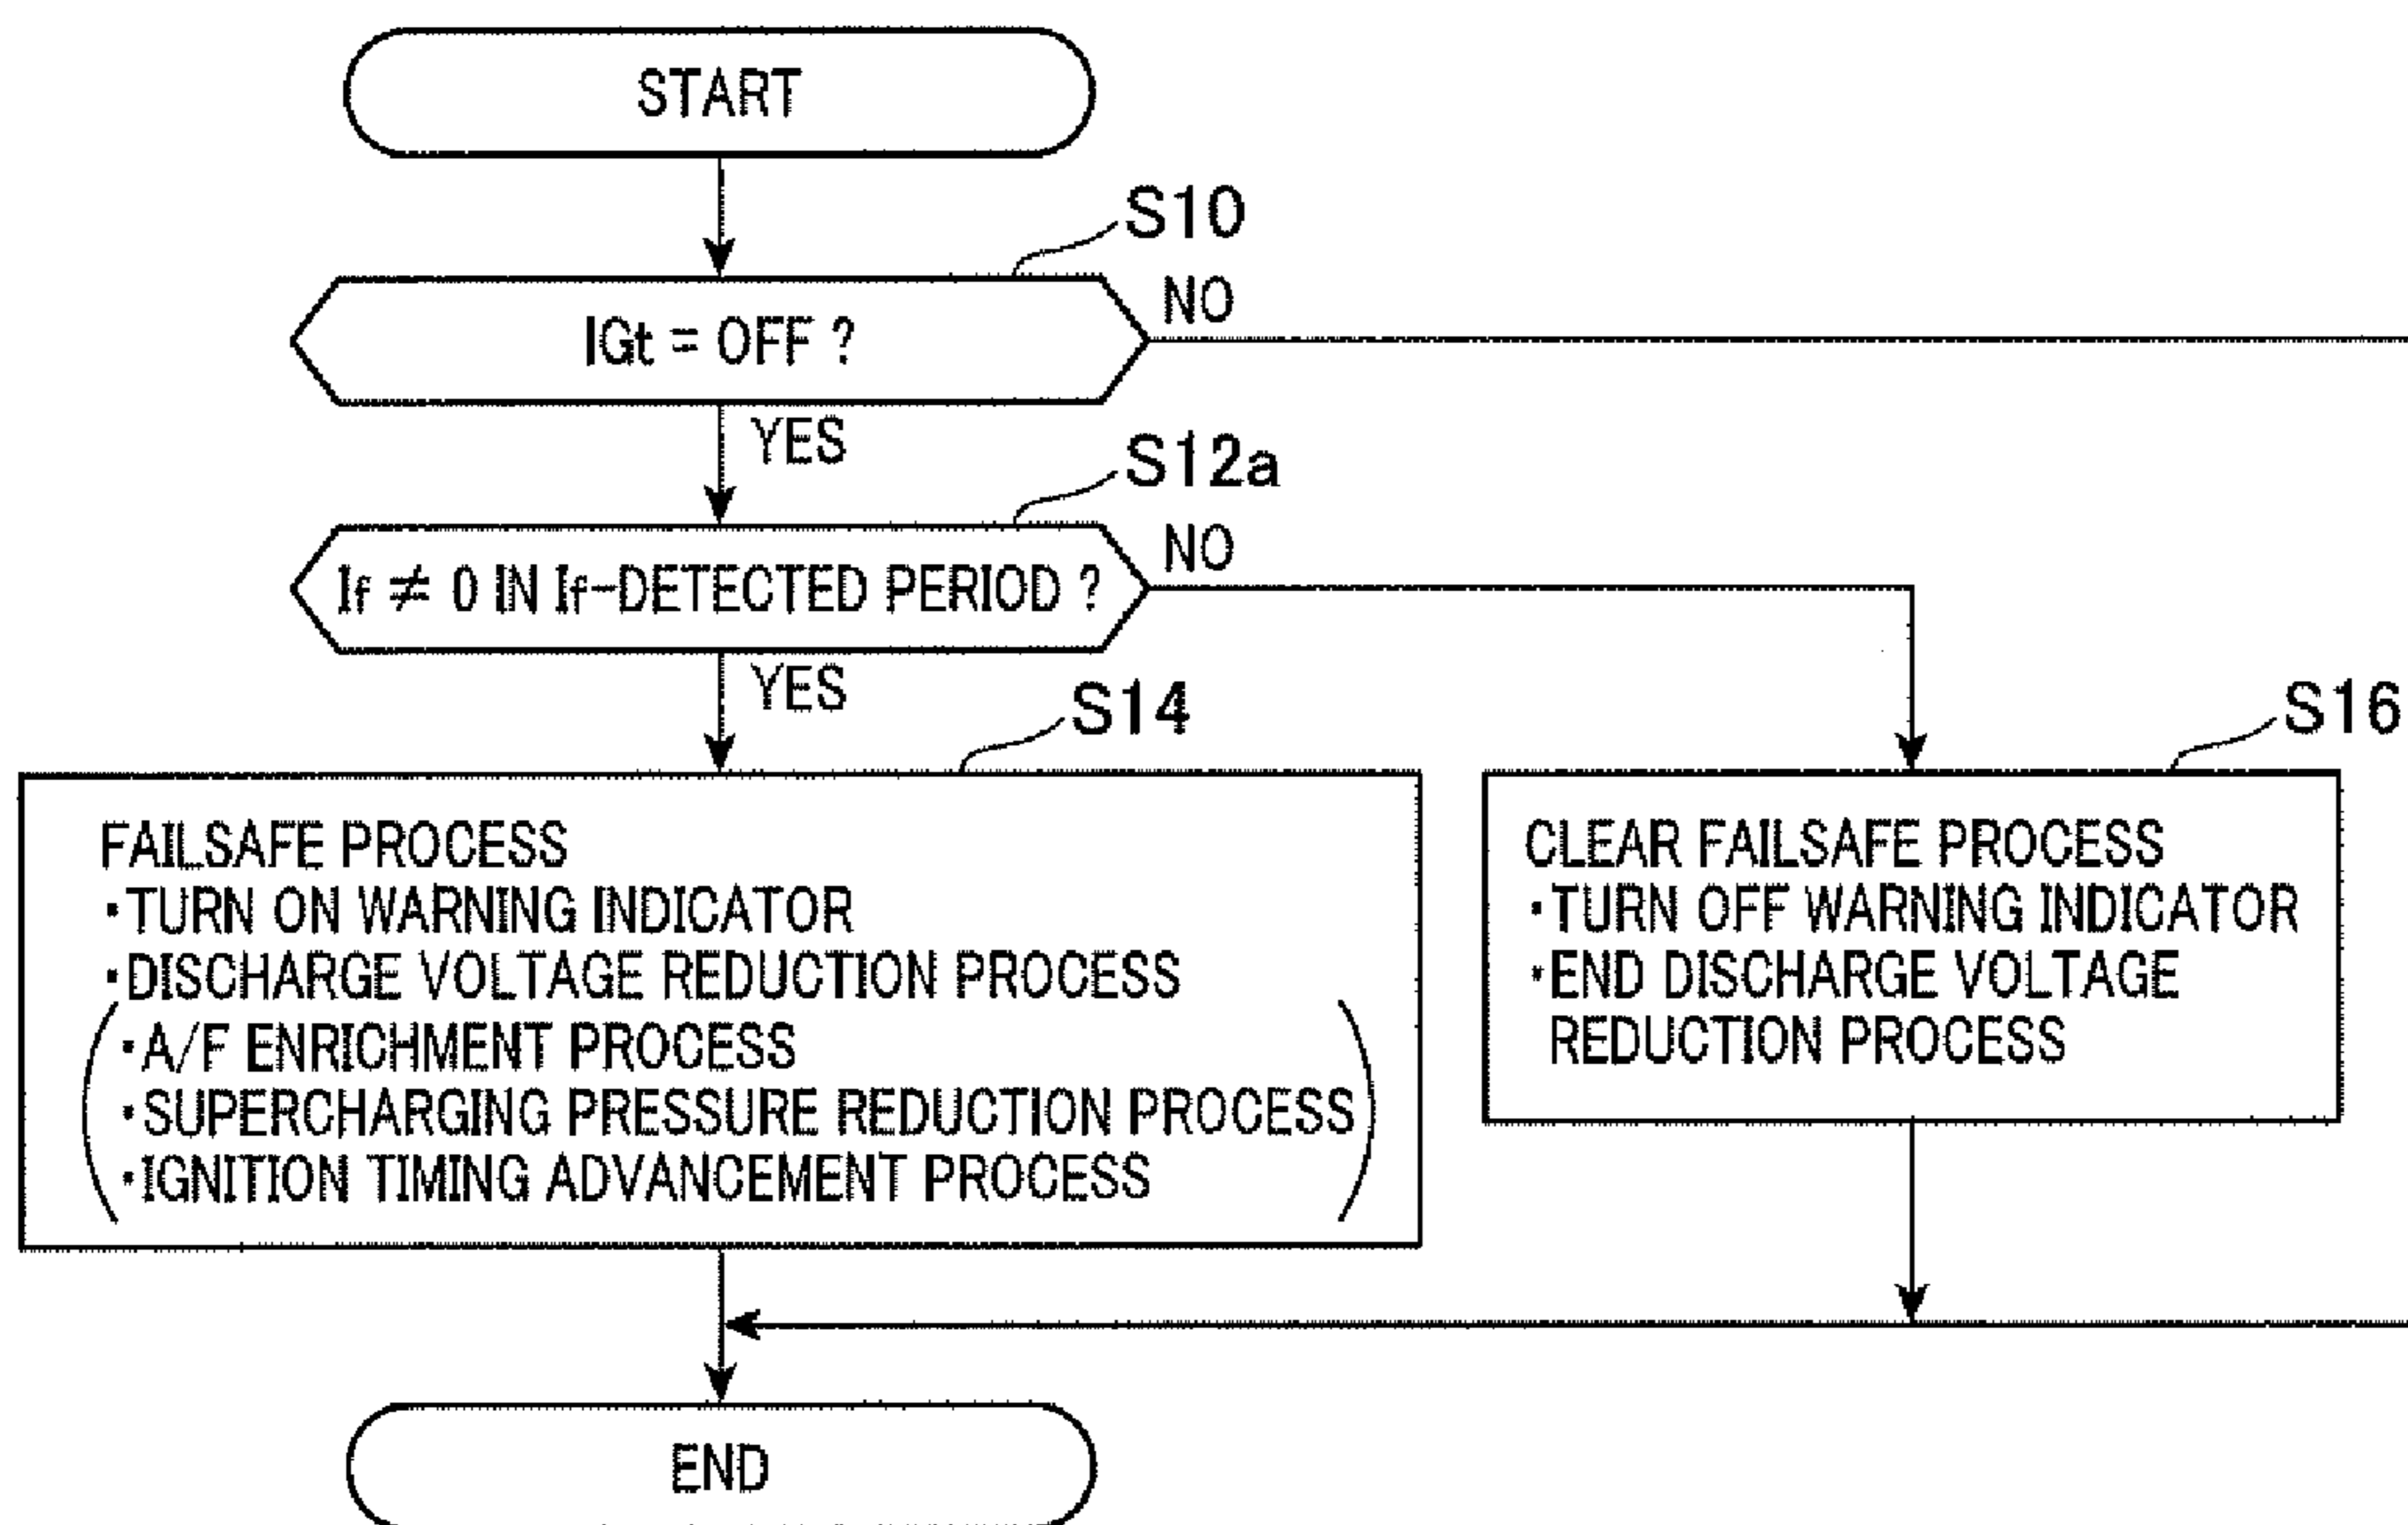 START
S10
IGt = OFF ?
NO
YES
S12a
If ≠ 0 IN If-DETECTED PERIOD ?
NO
YES
S14
FAILSAFE PROCESS
・TURN ON WARNING INDICATOR
・DISCHARGE VOLTAGE REDUCTION PROCESS
・A/F ENRICHMENT PROCESS
・SUPERCHARGING PRESSURE REDUCTION PROCESS
・IGNITION TIMING ADVANCEMENT PROCESS
S16
CLEAR FAILSAFE PROCESS
・TURN OFF WARNING INDICATOR
・END DISCHARGE VOLTAGE
REDUCTION PROCESS
END